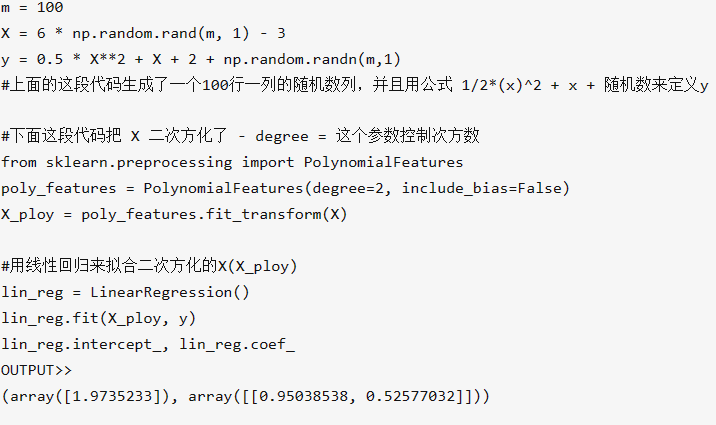 m = 100
X = 6 * np.random.rand(m, 1) - 3
y = 0.5 * X**2 + X + 2 + np.random.randn(m,1)
#上面的这段代码生成了一个100行一列的随机数列，并且用公式 1/2*(x)^2 + x + 随机数来定义y
#下面这段代码把 X 二次方化了 - degree = 这个参数控制次方数
from sklearn.preprocessing import PolynomialFeatures
poly_features = PolynomialFeatures(degree=2, include_bias=False)
X_ploy = poly_features.fit_transform(X)
#用线性回归来拟合二次方化的X(X_ploy)
lin_reg = LinearRegression()
lin_reg.fit(X_ploy, y)
lin_reg.intercept_, lin_reg.coef_
OUTPUT>>
(array([1.9735233]), array([[0.95038538, 0.52577032]]))